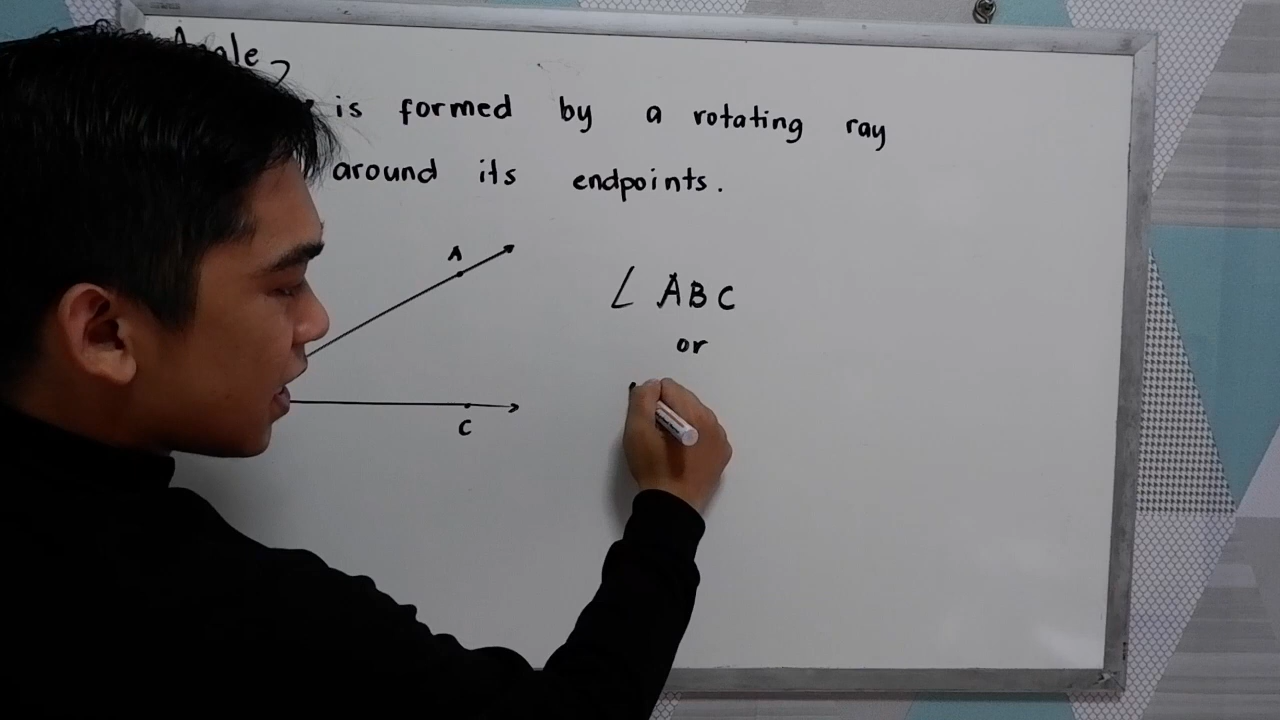 Angle
is formed by a rotating ray
around its endpoints.
A
∠ ABC
or
C